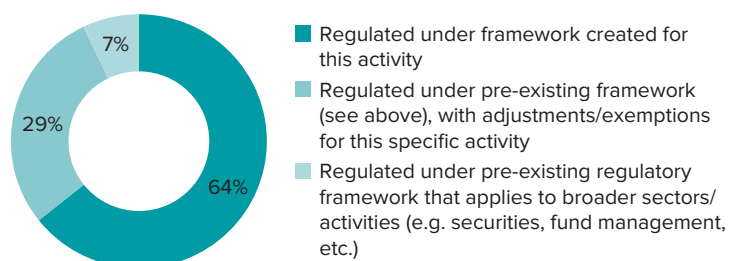 7%
29%
64%
Regulated under framework created for
this activity
Regulated under pre-existing framework
(see above), with adjustments/exemptions
for this specific activity
Regulated under pre-existing regulatory
framework that applies to broader sectors/
activities (e.g. securities, fund management,
etc.)